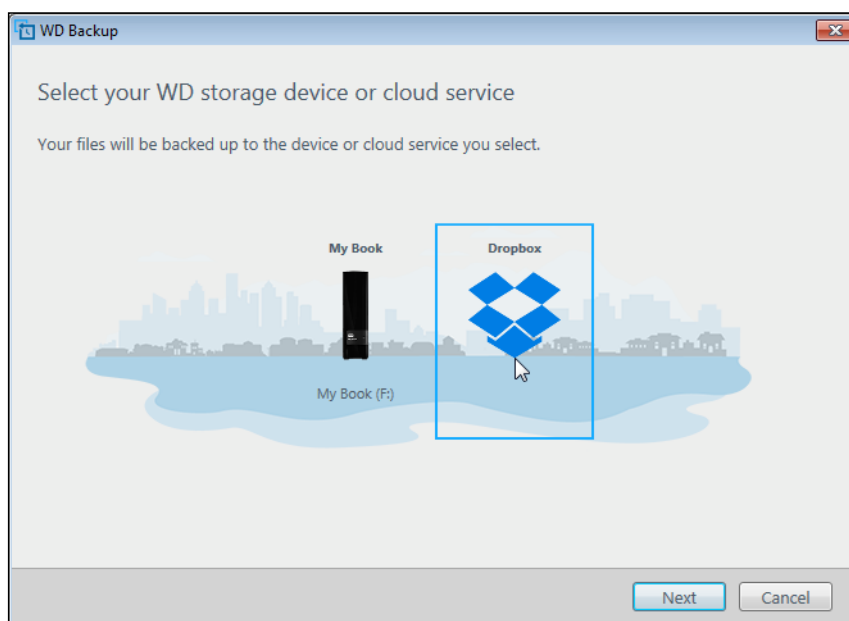 WD Backup
Select your WD storage device or cloud service
Your files will be backed up to the device or cloud service you select.
My Book
Dropbox
My Book (F:)
Next
Cancel